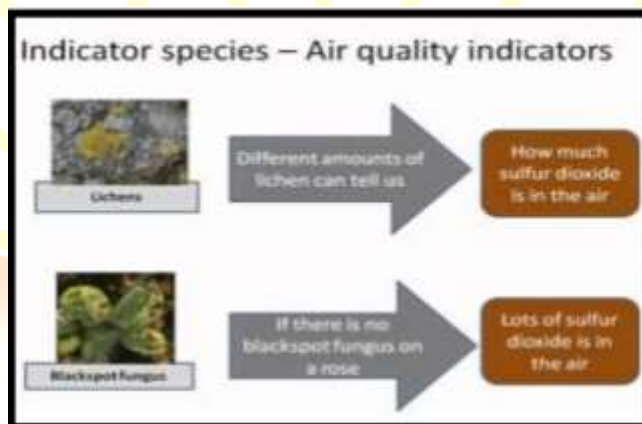 Indicator species – Air quality indicators
Lichens
Different amounts of
lichen can tell us
How much
sulfur dioxide
is in the air
Blackspot fungus
If there is no
blackspot fungus on
a rose
Lots of sulfur
dioxide is in
the air